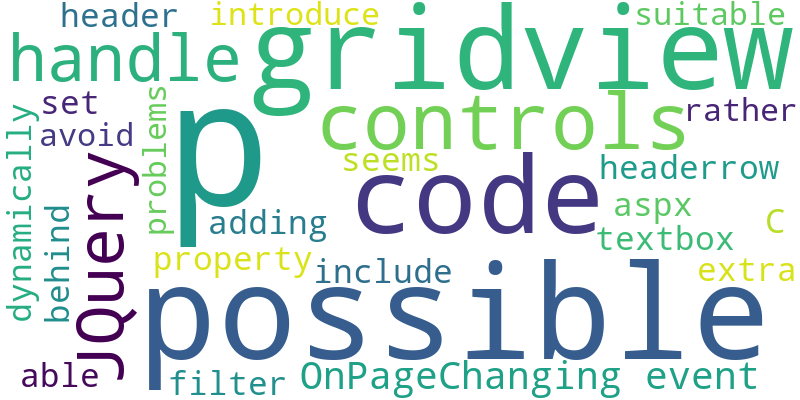 header
introduce
suitable
handle
gridview
set
p
controls
rather
avoid
problems
seems
dynamically
JQuery
code
headerrow
behind
adding
aspx
C
textbox
property
include
possible
extra
able
filter
OnPageChanging
event